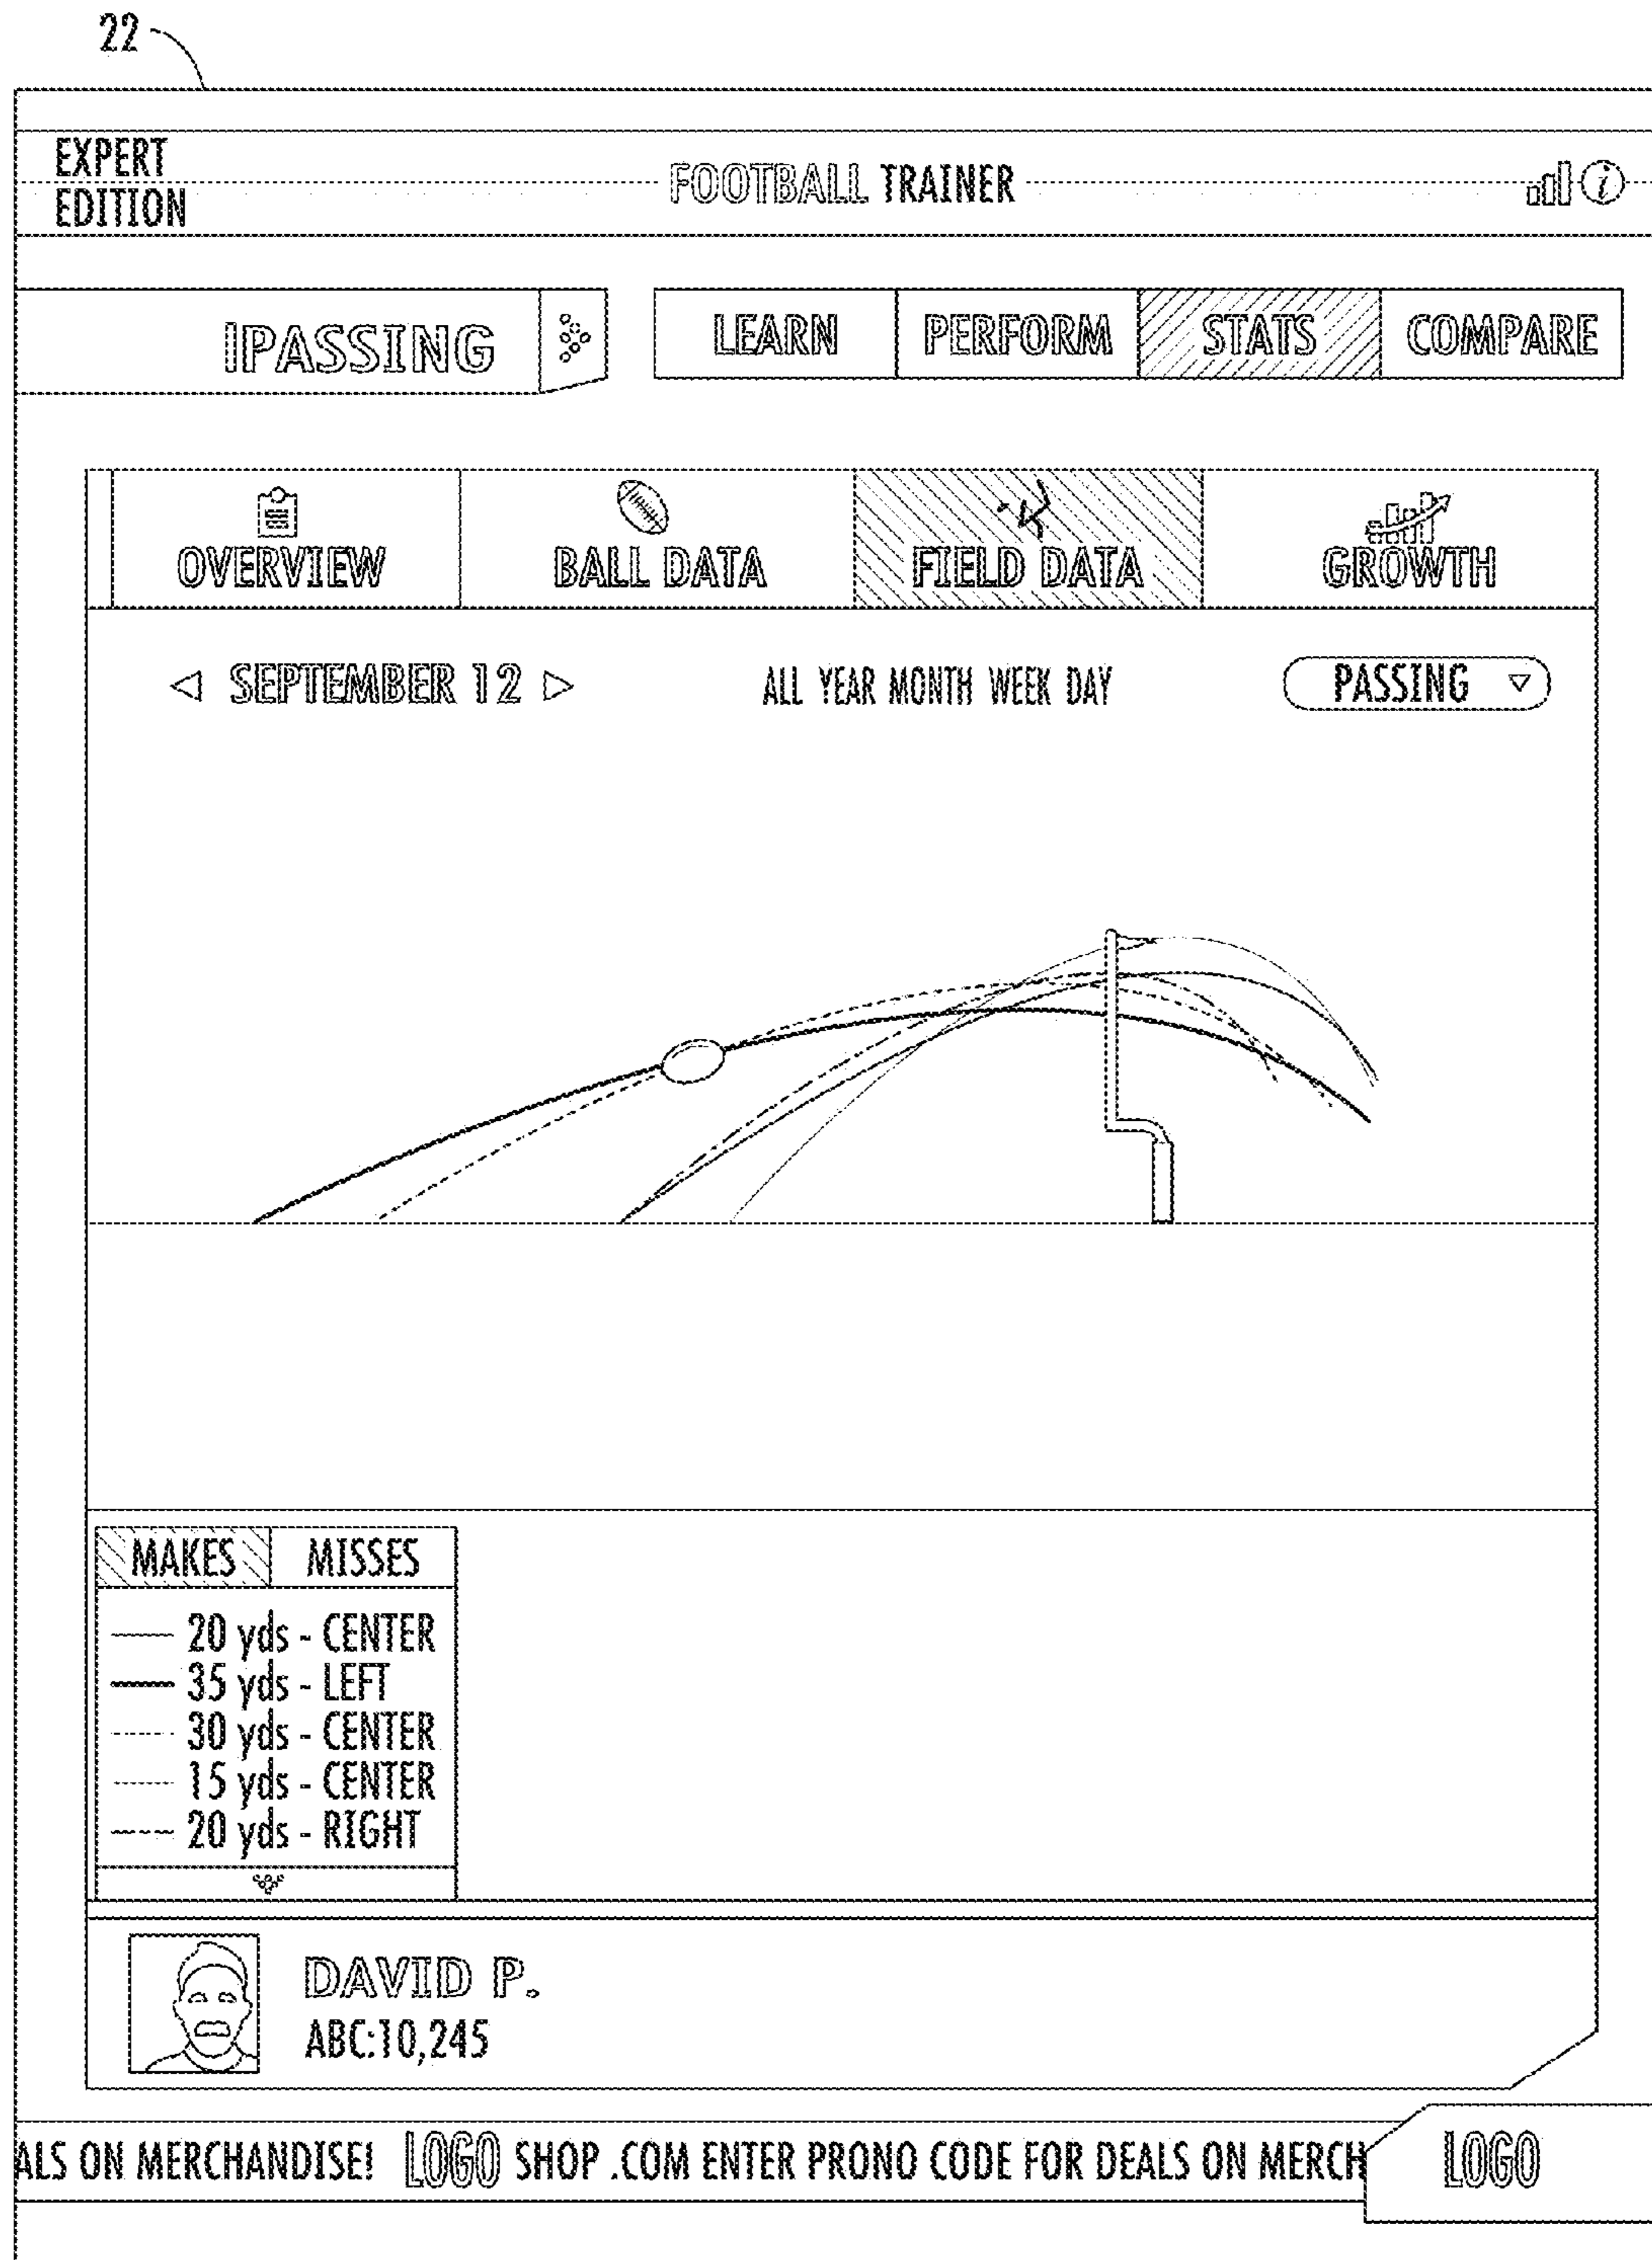 22
EXPERT
EDITION
FOOTBALL TRAINER
i
PASSING
LEARN PERFORM STATS COMPARE
OVERVIEW BALL DATA FIELD DATA GROWTH
SEPTEMBER 12 ALL YEAR MONTH WEEK DAY PASSING
MAKES MISSES
20 yds - CENTER
35 yds - LEFT
30 yds - CENTER
15 yds - CENTER
20 yds - RIGHT
DAVID P.
ABC:10,245
ALS ON MERCHANDISE! LOGO SHOP .COM ENTER PRONO CODE FOR DEALS ON MERCH LOGO